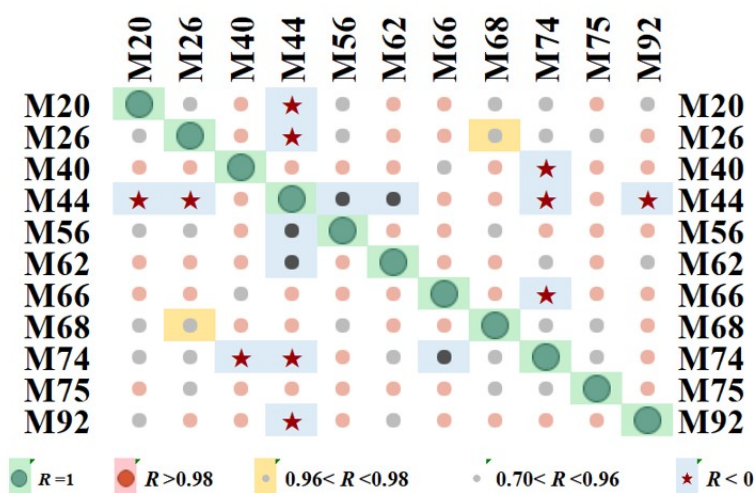 M20 M26 M40 M44 M56 M62 M66 M68 M74 M75 M92
M20 M20
M26 M26
M40 M40
M44 M44
M56 M56
M62 M62
M66 M66
M68 M68
M74 M74
M75 M75
M92 M92
R =1 R >0.98 0.96< R <0.98 0.70< R <0.96 R < 0